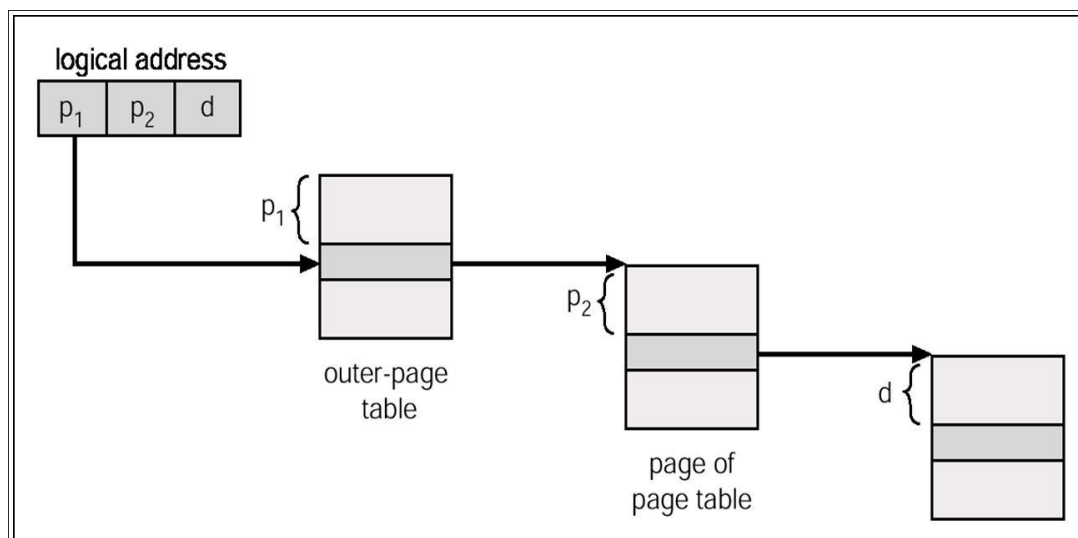 logical address
p₁ p₂ d
p₁
outer-page
table
p₂
page of
page table
d